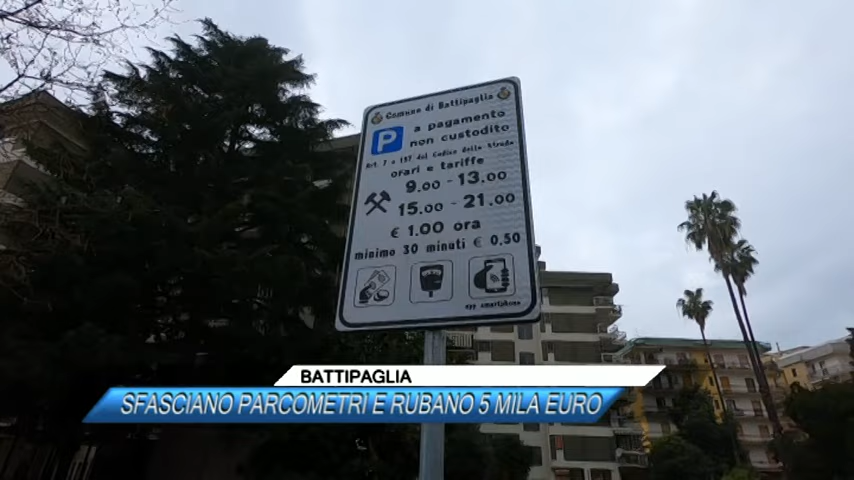 Comune di Battipaglia
P
a pagamento
non custodito
Art. 7 e 157 del Codice della Strada
orari e tariffe
9.00 - 13.00
15.00 - 21.00
€ 1.00 ora
minimo 30 minuti € 0,50
app smartphone
BATTIPAGLIA
SFASCIANO PARCOMETRI E RUBANO 5 MILA EURO